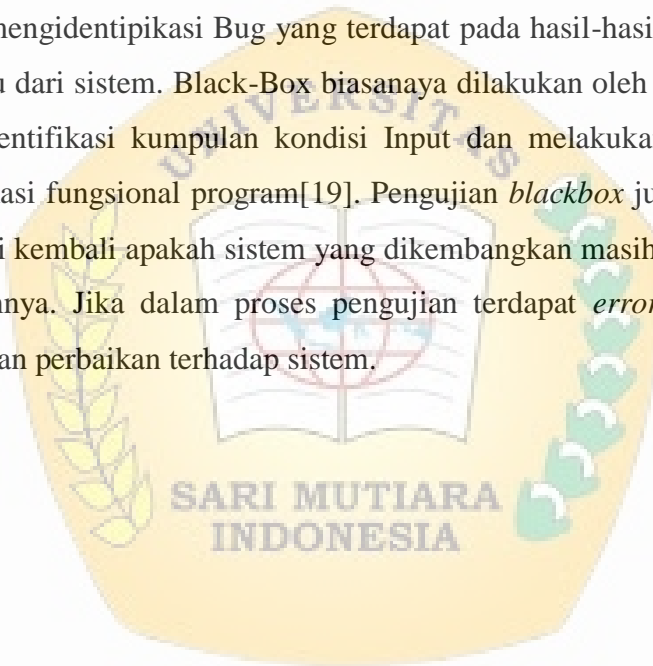 mengidentipikasi Bug yang terdapat pada hasil-hasi
u dari sistem. Black-Box biasanaya dilakukan oleh
entifikasi kumpulan kondisi Input dan melakuka
asi fungsional program[19]. Pengujian blackbox ju
i kembali apakah sistem yang dikembangkan masih
nnya. Jika dalam proses pengujian terdapat error
an perbaikan terhadap sistem.
UNIVERSITAS
SARI MUTIARA
INDONESIA